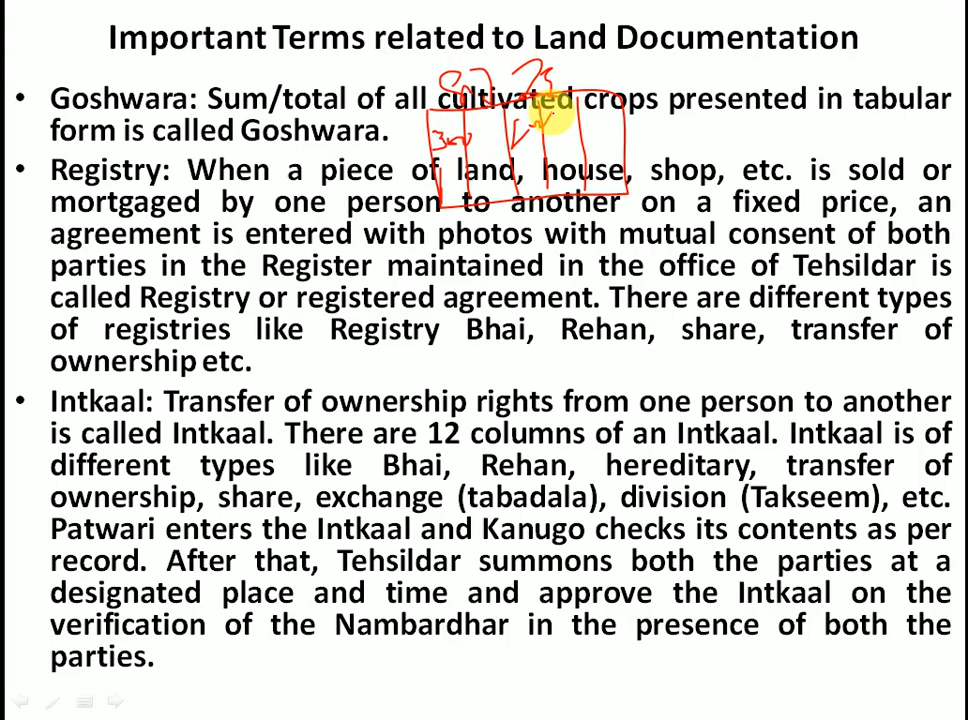 Important Terms related to Land Documentation
• Goshwara: Sum/total of all cultivated crops presented in tabular
form is called Goshwara.
• Registry: When a piece of land, house, shop, etc. is sold or
mortgaged by one person to another on a fixed price, an
agreement is entered with photos with mutual consent of both
parties in the Register maintained in the office of Tehsildar is
called Registry or registered agreement. There are different types
of registries like Registry Bhai, Rehan, share, transfer of
ownership etc.
• Intkaal: Transfer of ownership rights from one person to another
is called Intkaal. There are 12 columns of an Intkaal. Intkaal is of
different types like Bhai, Rehan, hereditary, transfer of
ownership, share, exchange (tabadala), division (Takseem), etc.
Patwari enters the Intkaal and Kanugo checks its contents as per
record. After that, Tehsildar summons both the parties at a
designated place and time and approve the Intkaal on the
verification of the Nambardhar in the presence of both the
parties.